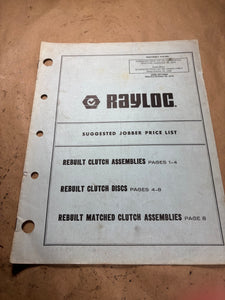 RAYLOC
SUGGESTED JOBBER PRICE LIST
REBUILT CLUTCH ASSEMBLIES PAGES 1-4
REBUILT CLUTCH DISCS PAGES 4-8
REBUILT MATCHED CLUTCH ASSEMBLIES PAGE 8